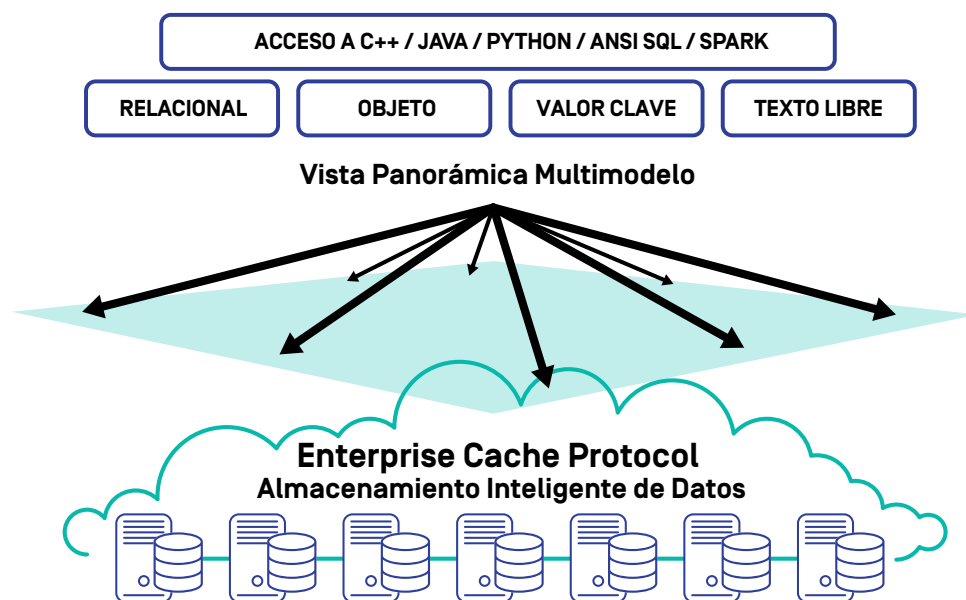 ACCESO A C++ / JAVA / PYTHON / ANSI SQL / SPARK
RELACIONAL
OBJETO
VALOR CLAVE
TEXTO LIBRE
Vista Panorámica Multimodelo
Enterprise Cache Protocol
Almacenamiento Inteligente de Datos